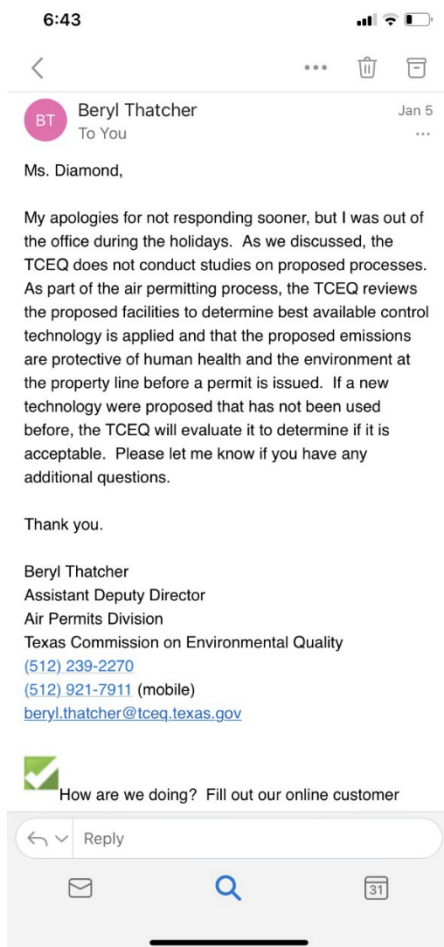 6:43
BT
Beryl Thatcher
Jan 5
To You
Ms. Diamond,
My apologies for not responding sooner, but I was out of
the office during the holidays.  As we discussed, the
TCEQ does not conduct studies on proposed processes.
As part of the air permitting process, the TCEQ reviews
the proposed facilities to determine best available control
technology is applied and that the proposed emissions
are protective of human health and the environment at
the property line before a permit is issued.  If a new
technology were proposed that has not been used
before, the TCEQ will evaluate it to determine if it is
acceptable.  Please let me know if you have any
additional questions.
Thank you.
Beryl Thatcher
Assistant Deputy Director
Air Permits Division
Texas Commission on Environmental Quality
(512) 239-2270
(512) 921-7911 (mobile)
beryl.thatcher@tceq.texas.gov
How are we doing?  Fill out our online customer
Reply
31